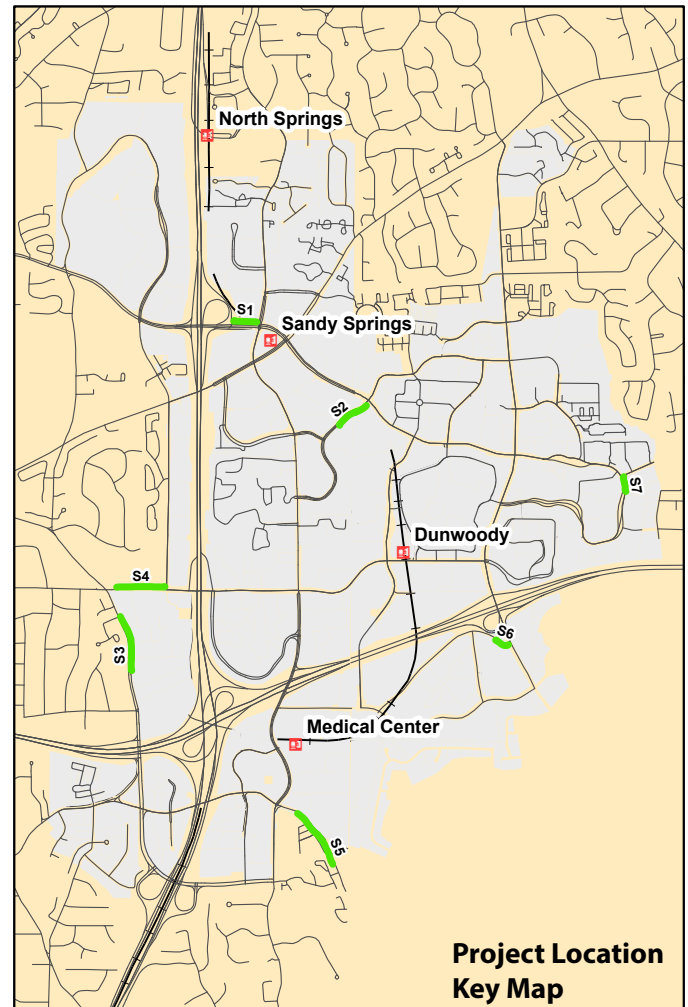 North Springs
S1
Sandy Springs
S2
S7
Dunwoody
S4
S6
S3
Medical Center
S5
Project Location
Key Map